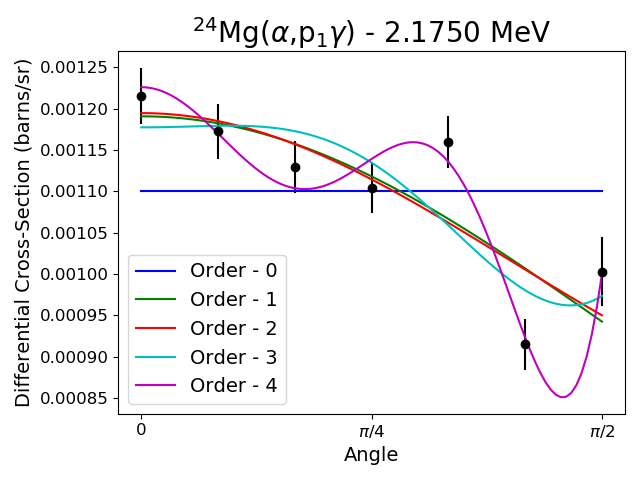 ²⁴Mg(α,p₁γ) - 2.1750 MeV
Differential Cross-Section (barns/sr)
0.00125
0.00120
0.00115
0.00110
0.00105
0.00100
0.00095
0.00090
0.00085
Order - 0
Order - 1
Order - 2
Order - 3
Order - 4
0
π/4
π/2
Angle